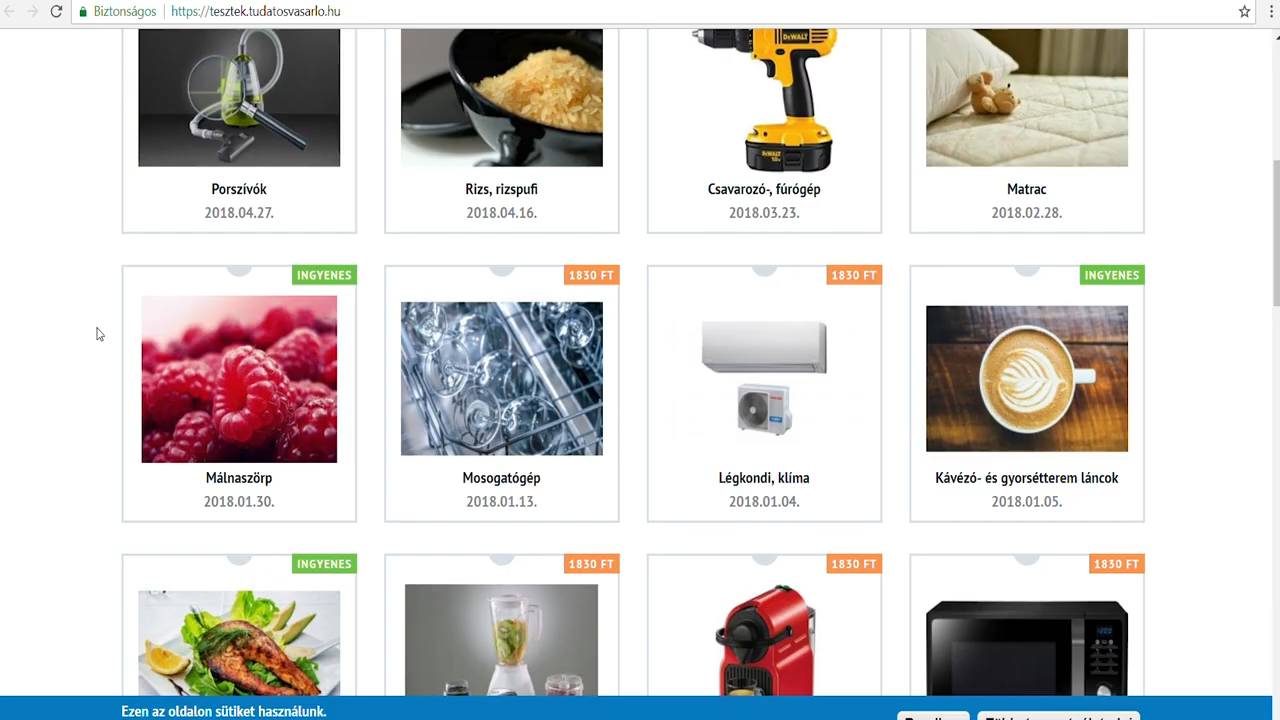 Biztonságos https://tesztek.tudatosvasarlo.hu
DEWALT
DEWALT
Porszívók
2018.04.27.
Rizs, rizspufi
2018.04.16.
Csavarozó-, fúrógép
2018.03.23.
Matrac
2018.02.28.
INGYENES
1830 FT
1830 FT
INGYENES
Málnaszörp
2018.01.30.
Mosogatógép
2018.01.13.
Légkondi, klíma
2018.01.04.
Kávézó- és gyorsétterem láncok
2018.01.05.
INGYENES
1830 FT
1830 FT
1830 FT
Ezen az oldalon sütiket használunk.